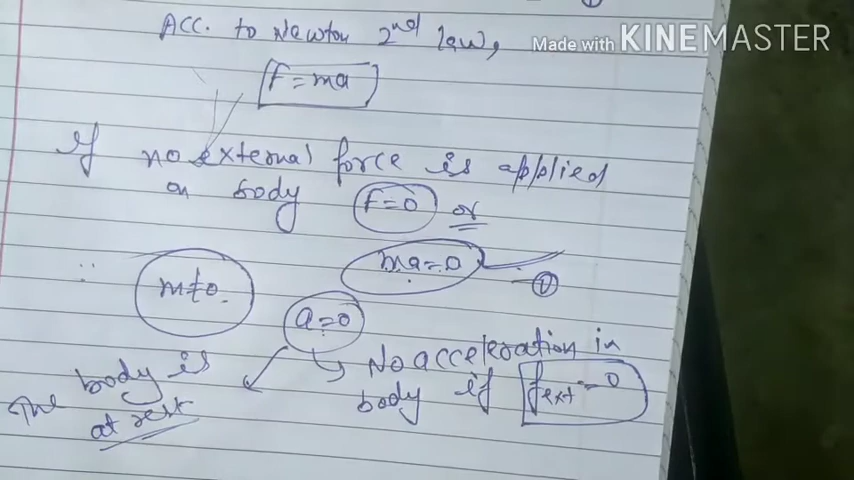 Acc. to Newton 2nd law,
Made with KINEMASTER
F = ma
If no external force is applied
on body F=0 or
ma=0 - ①
∵ m≠0.
a=0
No acceleration in
body if fext = 0
The body is
at rest